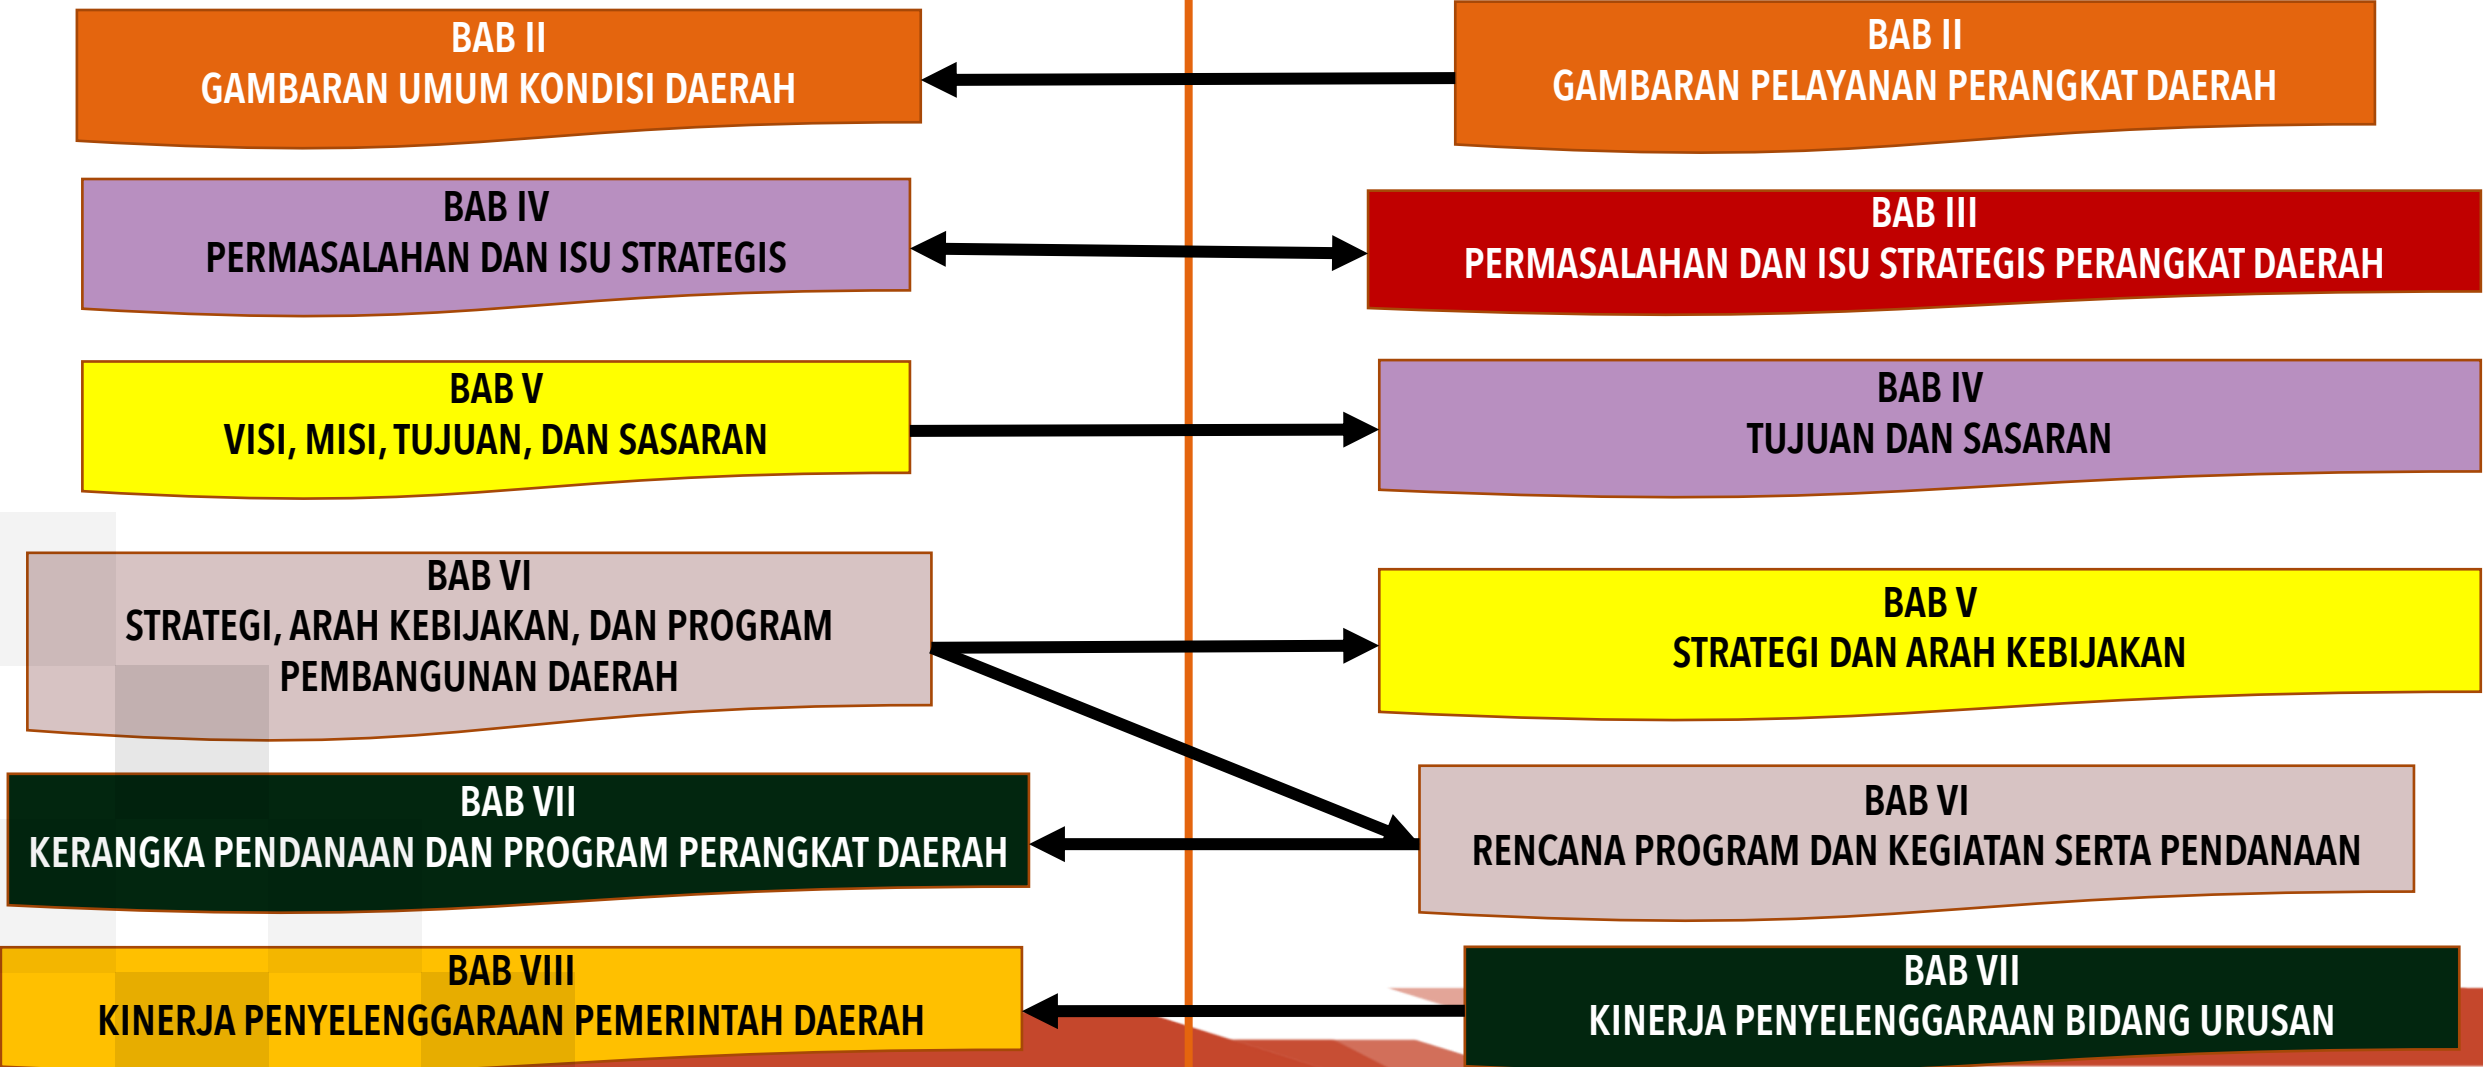 BAB II
GAMBARAN UMUM KONDISI DAERAH
BAB II
GAMBARAN PELAYANAN PERANGKAT DAERAH
BAB IV
PERMASALAHAN DAN ISU STRATEGIS
BAB III
PERMASALAHAN DAN ISU STRATEGIS PERANGKAT DAERAH
BAB V
VISI, MISI, TUJUAN, DAN SASARAN
BAB IV
TUJUAN DAN SASARAN
BAB VI
STRATEGI, ARAH KEBIJAKAN, DAN PROGRAM
PEMBANGUNAN DAERAH
BAB V
STRATEGI DAN ARAH KEBIJAKAN
BAB VII
KERANGKA PENDANAAN DAN PROGRAM PERANGKAT DAERAH
BAB VI
RENCANA PROGRAM DAN KEGIATAN SERTA PENDANAAN
BAB VIII
KINERJA PENYELENGGARAAN PEMERINTAH DAERAH
BAB VII
KINERJA PENYELENGGARAAN BIDANG URUSAN